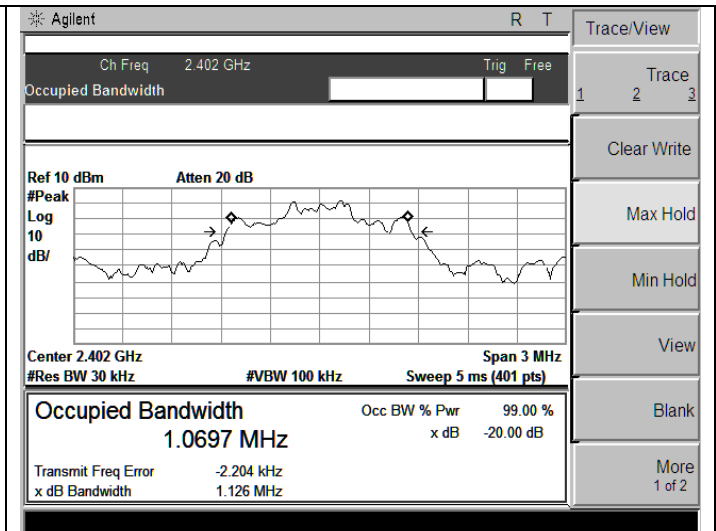 Agilent R T
Ch Freq 2.402 GHz Trig Free
Occupied Bandwidth
Ref 10 dBm Atten 20 dB
#Peak
Log
10
dB/
Center 2.402 GHz Span 3 MHz
#Res BW 30 kHz #VBW 100 kHz Sweep 5 ms (401 pts)
Occupied Bandwidth Occ BW % Pwr 99.00 %
1.0697 MHz x dB -20.00 dB
Transmit Freq Error -2.204 kHz
x dB Bandwidth 1.126 MHz
Trace/View
Trace
1 2 3
Clear Write
Max Hold
Min Hold
View
Blank
More
1 of 2